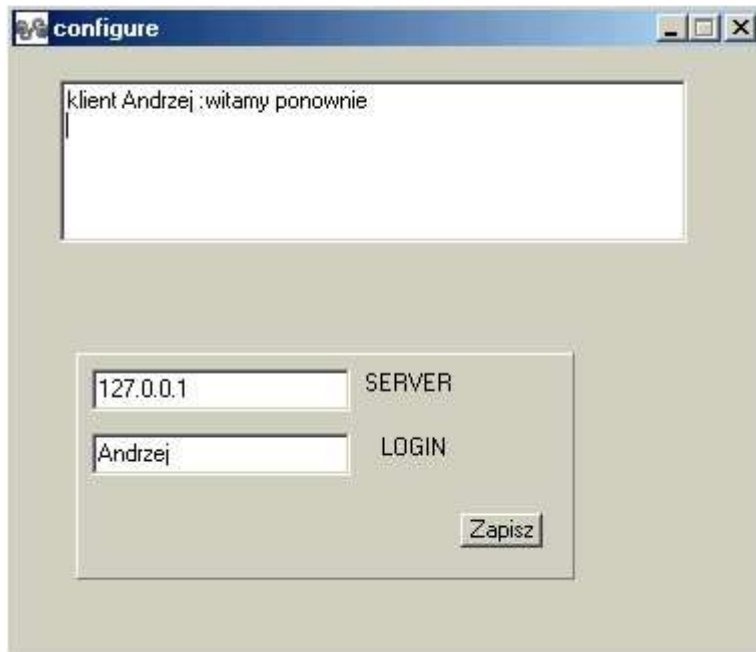 configure
klient Andrzej :witamy ponownie
127.0.0.1 SERVER
Andrzej LOGIN
Zapisz